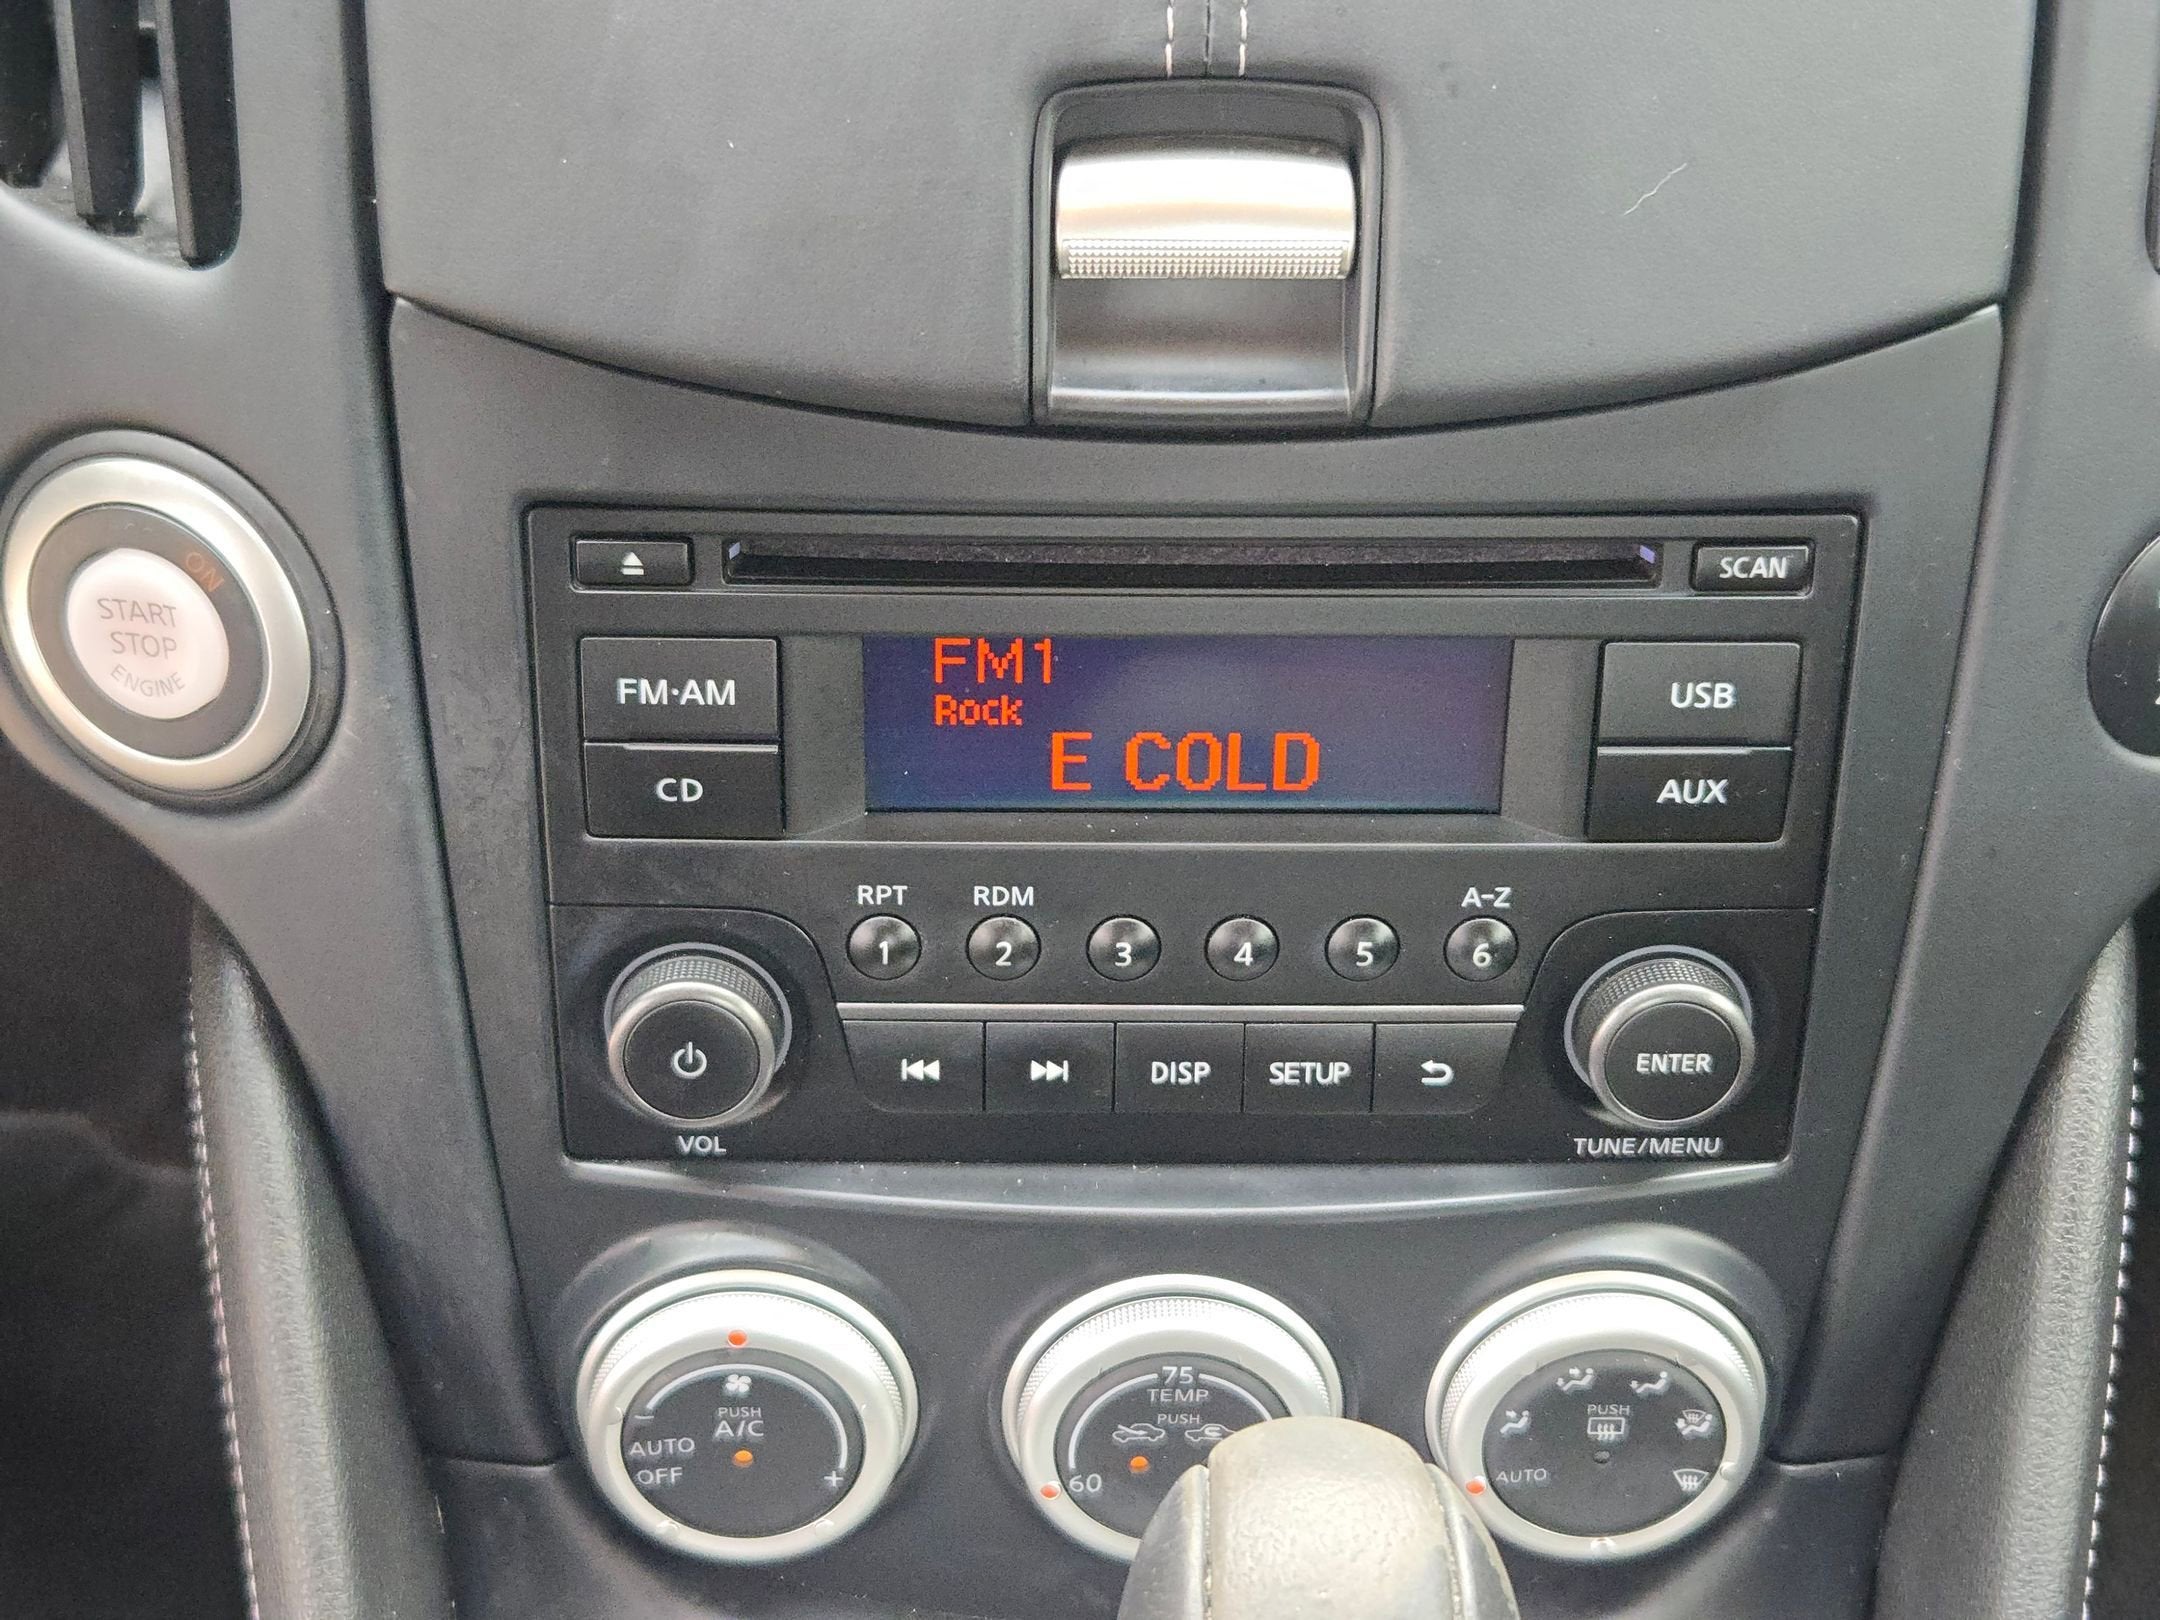 ON
START
STOP
ENGINE
SCAN
FM·AM
FM1
Rock
E COLD
USB
CD
AUX
RPT
RDM
A-Z
1
2
3
4
5
6
DISP
SETUP
ENTER
VOL
TUNE/MENU
PUSH
A/C
AUTO
OFF
- +
75
TEMP
PUSH
60
PUSH
AUTO